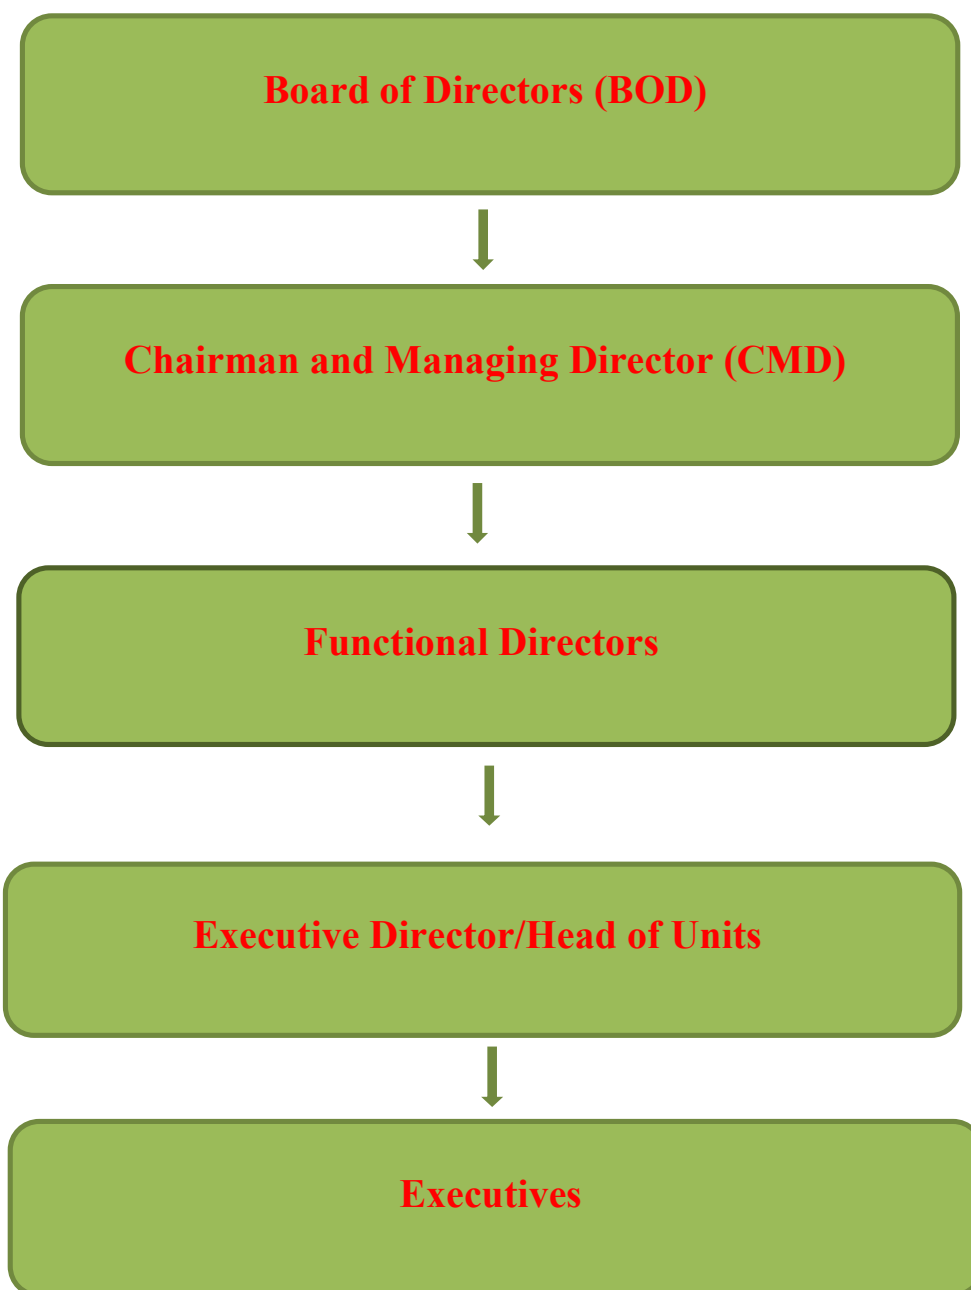 Board of Directors (BOD)
Chairman and Managing Director (CMD)
Functional Directors
Executive Director/Head of Units
Executives